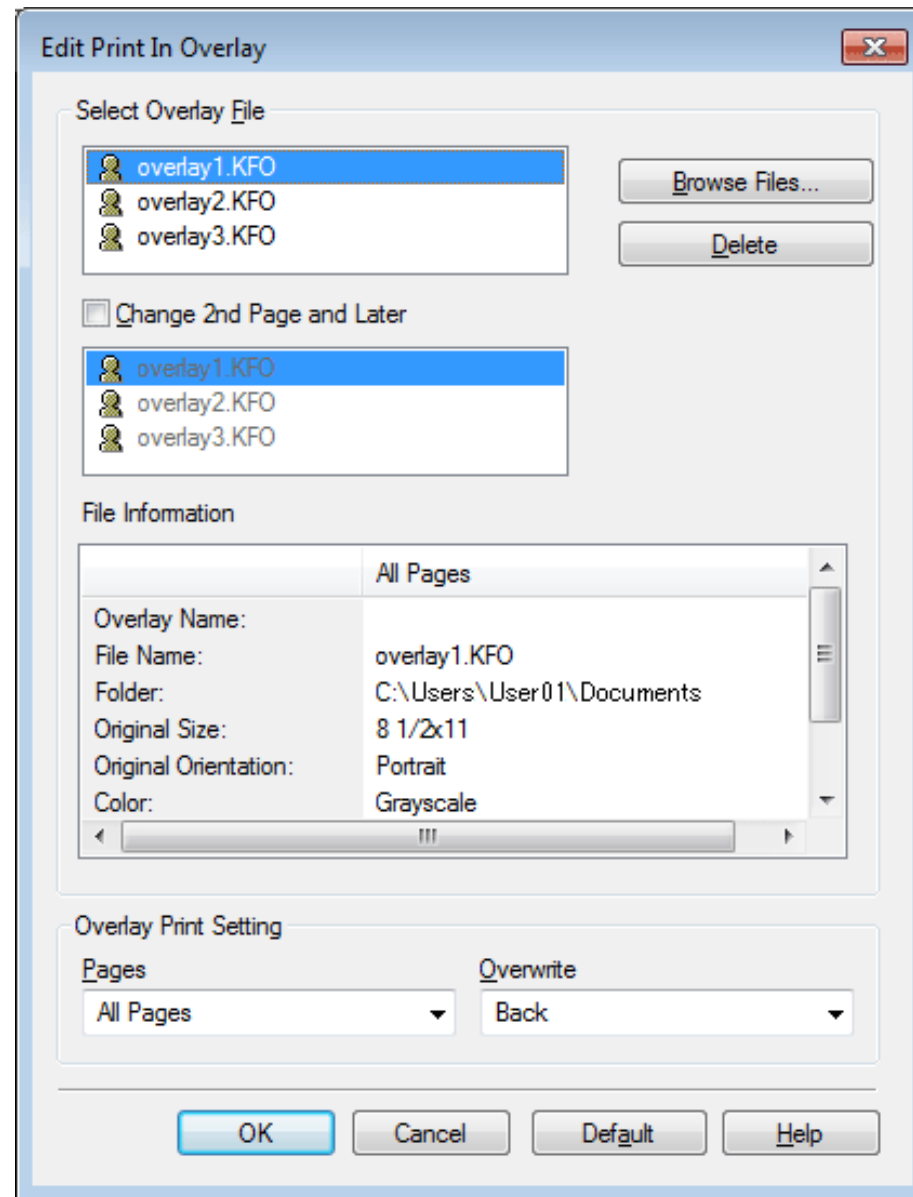 Edit Print In Overlay
Select Overlay File
overlay1.KFO
overlay2.KFO
overlay3.KFO
Browse Files...
Delete
Change 2nd Page and Later
overlay1.KFO
overlay2.KFO
overlay3.KFO
File Information
All Pages
Overlay Name:
File Name: overlay1.KFO
Folder: C:\Users\User01\Documents
Original Size: 8 1/2x11
Original Orientation: Portrait
Color: Grayscale
Overlay Print Setting
Pages Overwrite
All Pages Back
OK Cancel Default Help